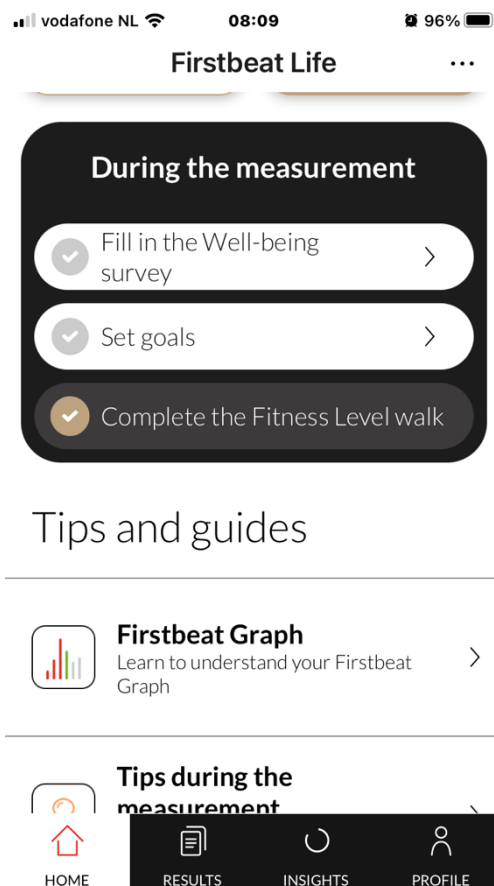 vodafone NL 08:09 96%
Firstbeat Life
During the measurement
Fill in the Well-being
survey
Set goals
Complete the Fitness Level walk
Tips and guides
Firstbeat Graph
Learn to understand your Firstbeat
Graph
Tips during the
measurement
HOME RESULTS INSIGHTS PROFILE